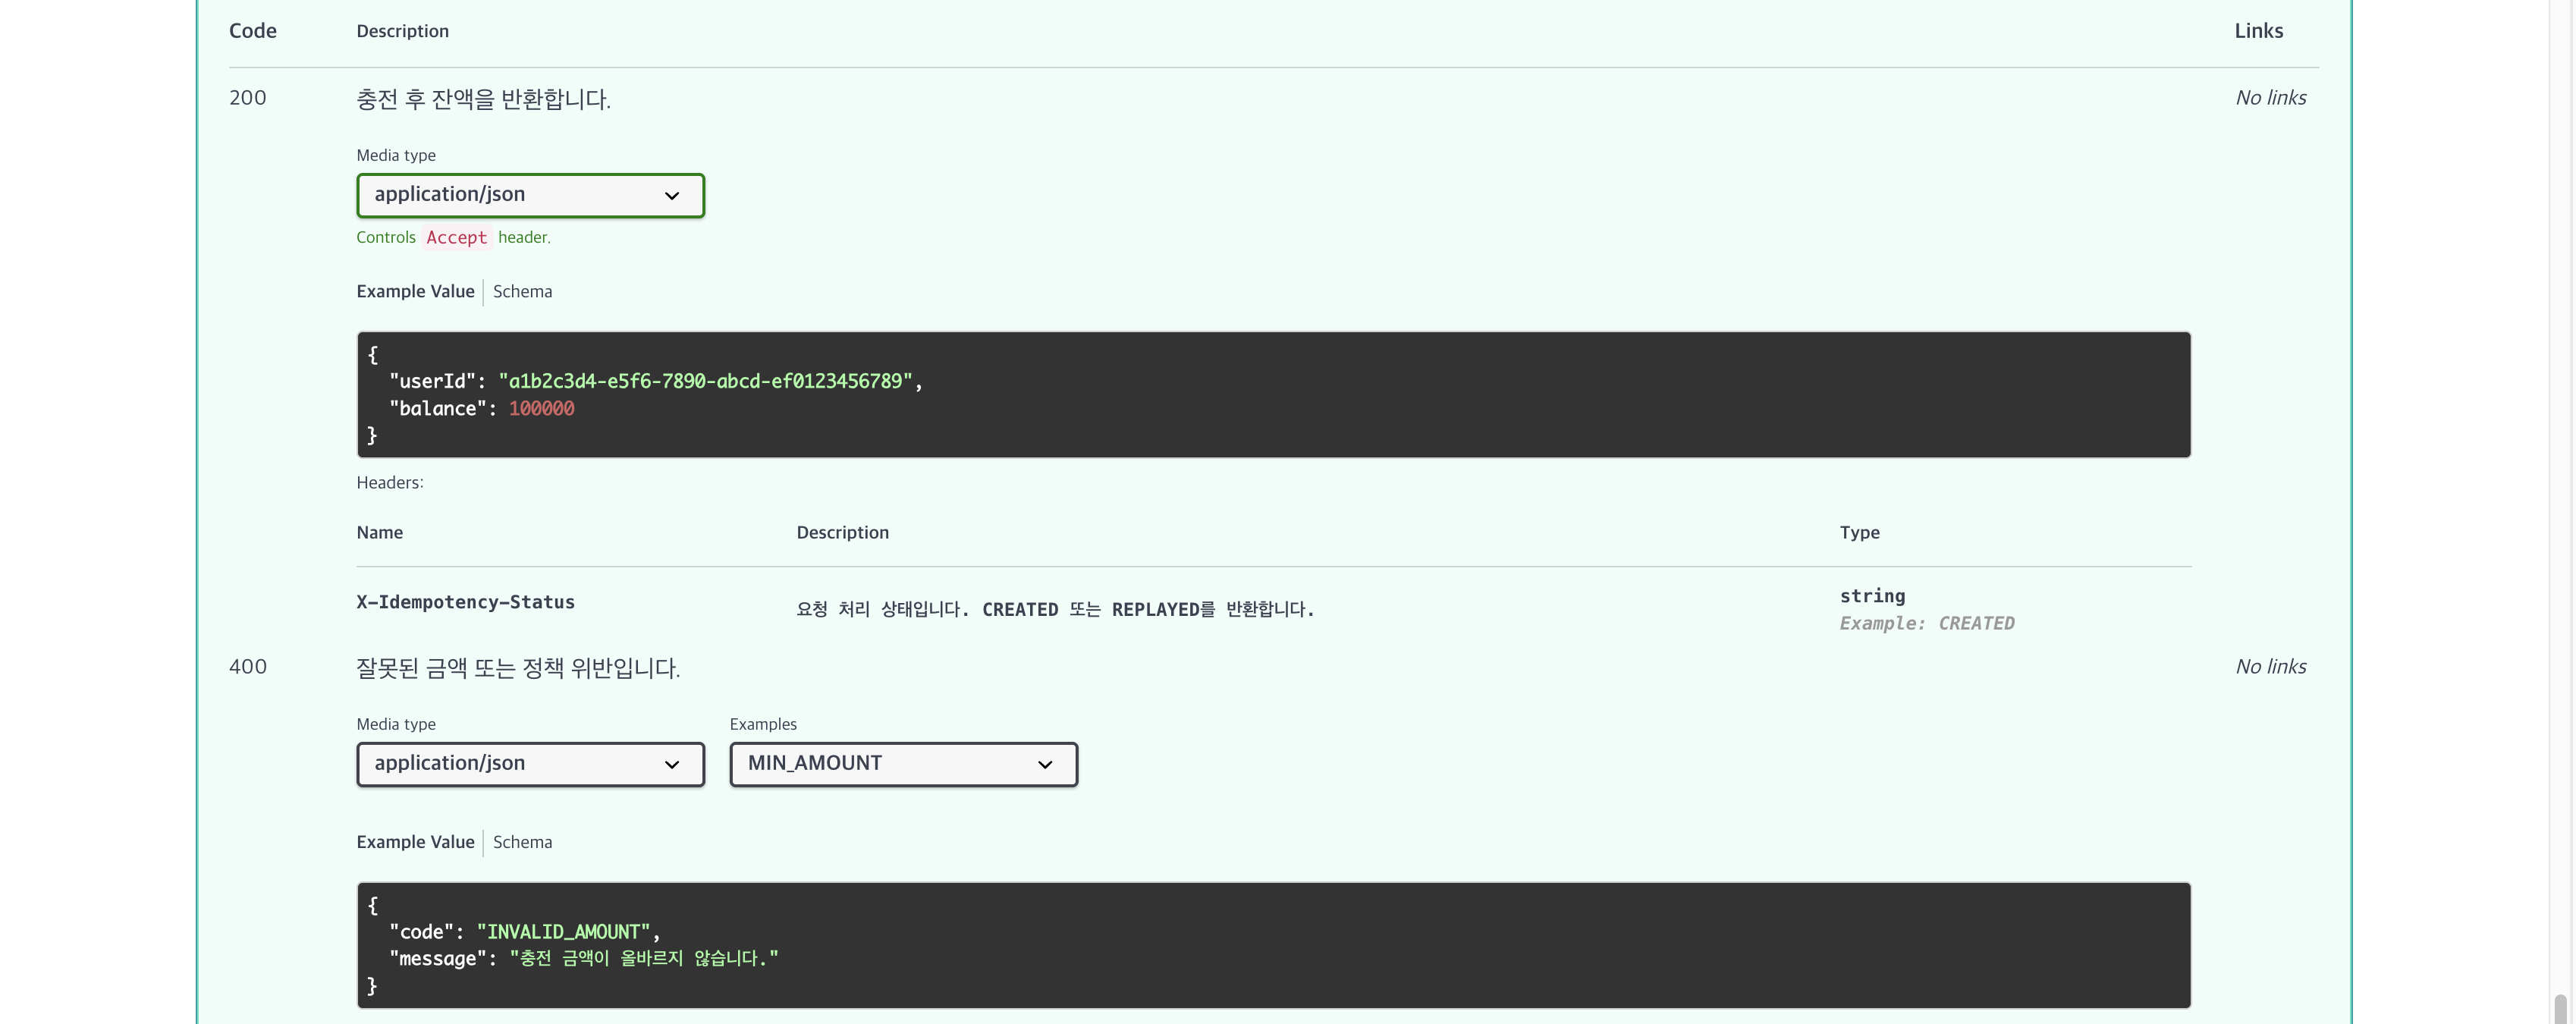 Code Description Links
200 충전 후 잔액을 반환합니다. No links
Media type
application/json
Controls Accept header.
Example Value Schema
{
"userId": "a1b2c3d4-e5f6-7890-abcd-ef0123456789",
"balance": 100000
}
Headers:
Name Description Type
X-Idempotency-Status 요청 처리 상태입니다. CREATED 또는 REPLAYED를 반환합니다. string
Example: CREATED
400 잘못된 금액 또는 정책 위반입니다. No links
Media type Examples
application/json MIN_AMOUNT
Example Value Schema
{
"code": "INVALID_AMOUNT",
"message": "충전 금액이 올바르지 않습니다."
}